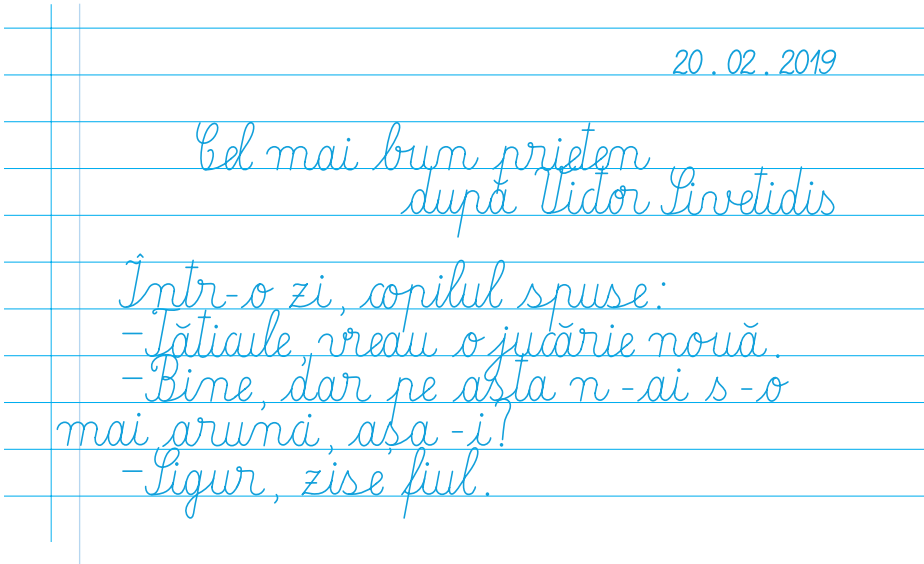 20.02.2019
Cel mai bun prieten
după Victor Sivetidis
Într-o zi, copilul spuse:
-Tăticule, vreau o jucărie nouă.
-Bine, dar pe asta n-ai s-o
mai arunci, așa-i?
-Sigur, zise fiul.